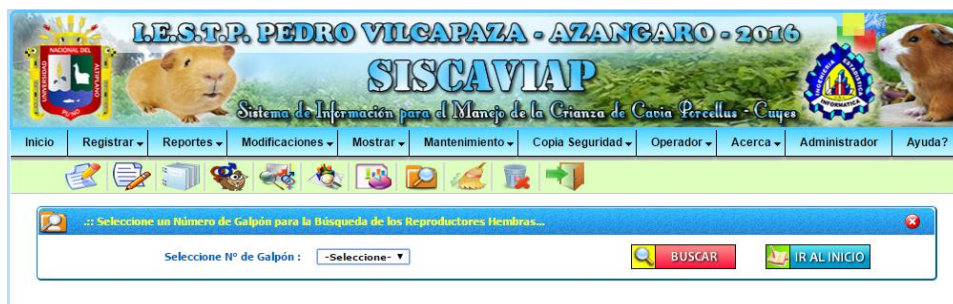 I.E.S.T.P. PEDRO VILCAPAZA - AZANGARO - 2016
SISCAVIAP
Sistema de Información para el Manejo de la Crianza de Cavia Porcellus - Cuyes
NACIONAL DEL
UNIVERSIDAD
ALTIPLANO
PUNO
INGENIERIA
ESTADISTICA
INFORMATICA
Inicio Registrar Reportes Modificaciones Mostrar Mantenimiento Copia Seguridad Operador Acerca Administrador Ayuda?
.:: Seleccione un Número de Galpón para la Búsqueda de los Reproductores Hembras...
Seleccione Nº de Galpón : -Seleccione- BUSCAR IR AL INICIO